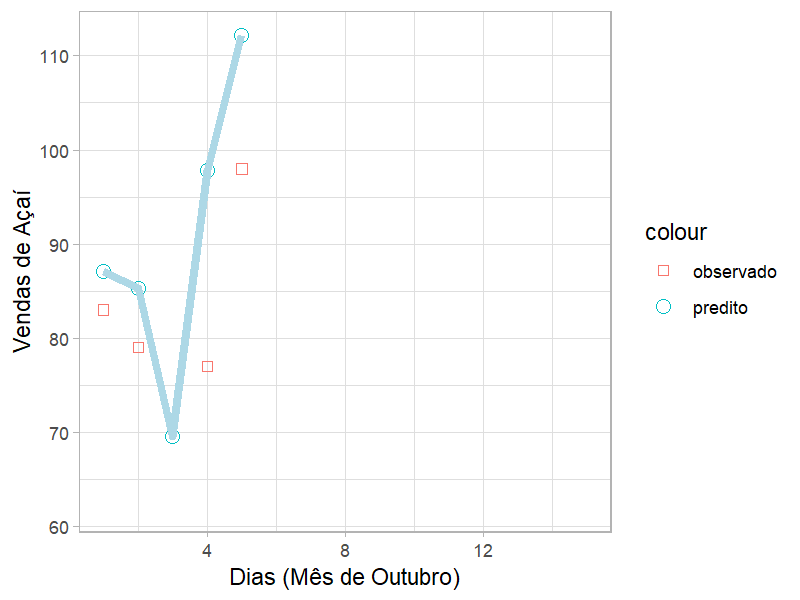 110
100
90
80
70
60
Vendas de Açaí
4
8
12
Dias (Mês de Outubro)
colour
observado
predito